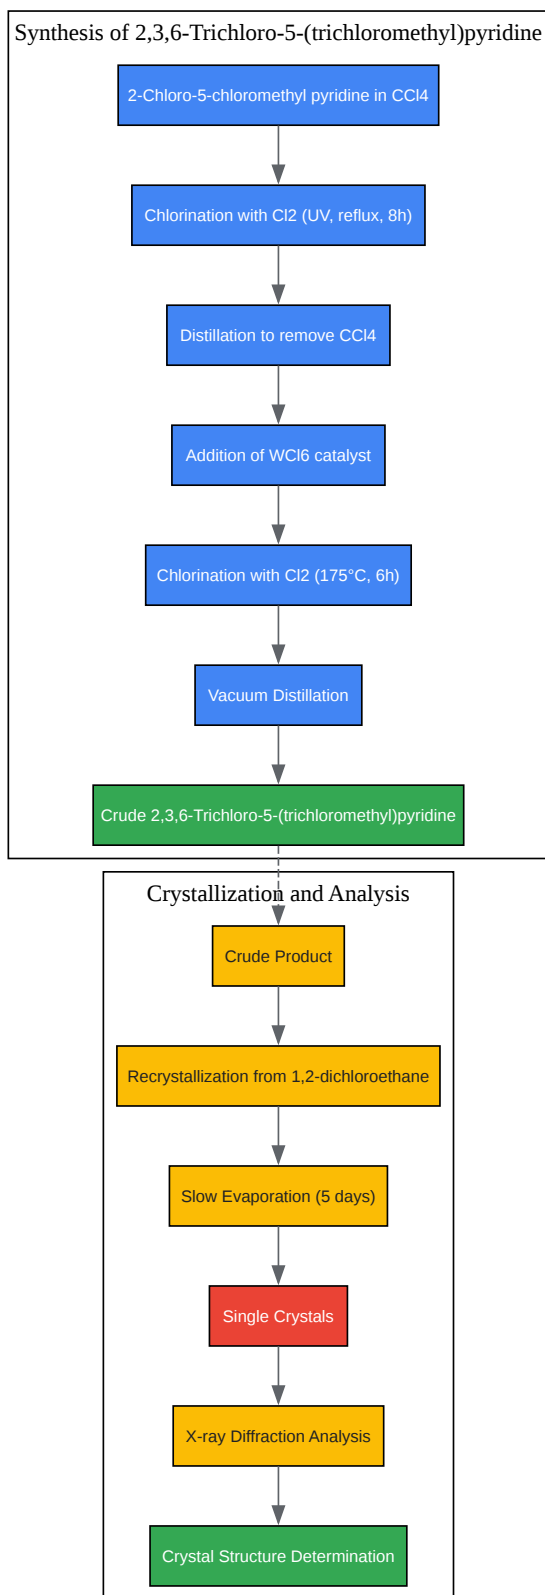 Synthesis of 2,3,6-Trichloro-5-(trichloromethyl)pyridine
2-Chloro-5-chloromethyl pyridine in CCl4
Chlorination with Cl2 (UV, reflux, 8h)
Distillation to remove CCl4
Addition of WCl6 catalyst
Chlorination with Cl2 (175°C, 6h)
Vacuum Distillation
Crude 2,3,6-Trichloro-5-(trichloromethyl)pyridine
Crystallization and Analysis
Crude Product
Recrystallization from 1,2-dichloroethane
Slow Evaporation (5 days)
Single Crystals
X-ray Diffraction Analysis
Crystal Structure Determination